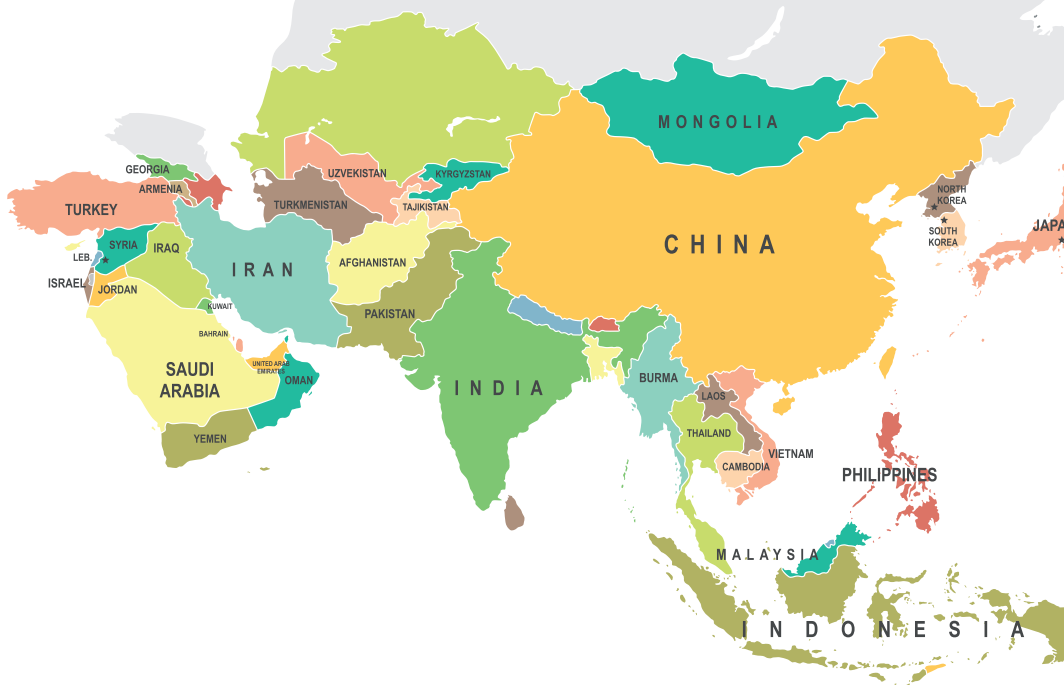 MONGOLIA
GEORGIA
ARMENIA
UZVEKISTAN
KYRGYZSTAN
TURKMENISTAN
TAJIKISTAN
NORTH
KOREA
TURKEY
SOUTH
KOREA
JAPA
SYRIA
IRAQ
LEB.
CHINA
IRAN
AFGHANISTAN
ISRAEL
JORDAN
KUWAIT
PAKISTAN
BAHRAIN
SAUDI
ARABIA
UNITED ARAB
EMIRATES
OMAN
INDIA
BURMA
LAOS
YEMEN
THAILAND
VIETNAM
CAMBODIA
PHILIPPINES
MALAYSIA
INDONESIA